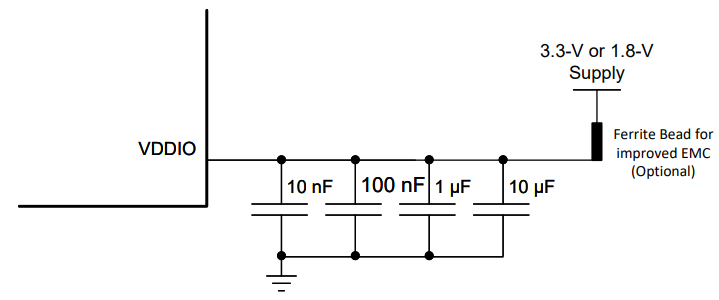 3.3-V or 1.8-V
Supply
VDDIO
Ferrite Bead for
improved EMC
(Optional)
10 nF
100 nF
1 µF
10 µF